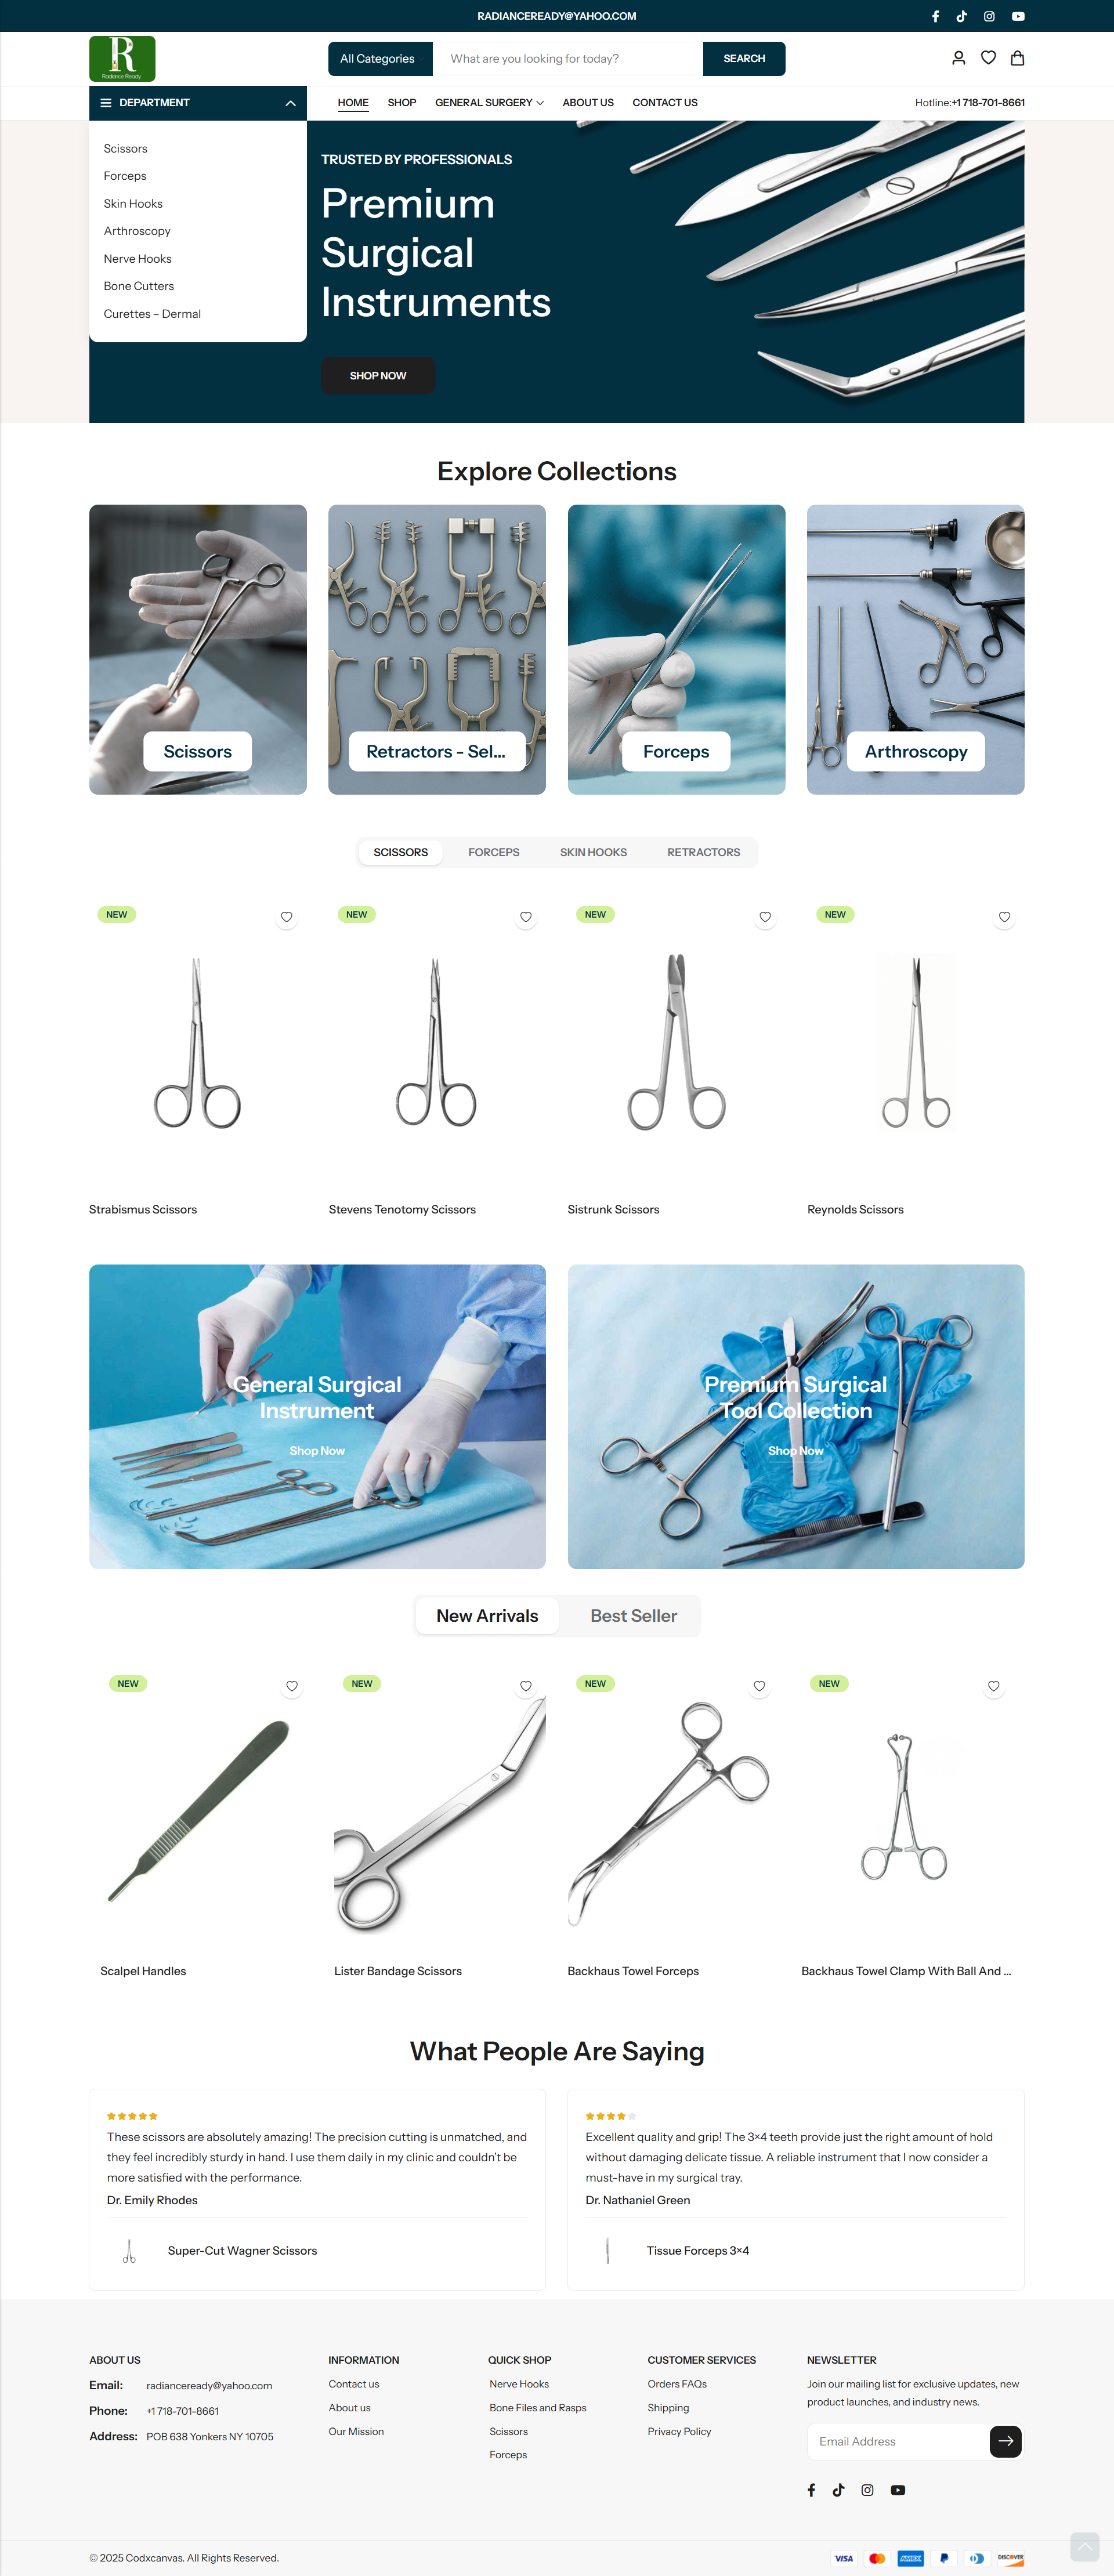 RADIANCEREADY@YAHOO.COM
R
Radiance Ready
All Categories
What are you looking for today?
SEARCH
DEPARTMENT
HOME
SHOP
GENERAL SURGERY
ABOUT US
CONTACT US
Hotline:+1 718-701-8661
Scissors
Forceps
Skin Hooks
Arthroscopy
Nerve Hooks
Bone Cutters
Curettes – Dermal
TRUSTED BY PROFESSIONALS
Premium
Surgical
Instruments
SHOP NOW
Explore Collections
Scissors
Retractors - Sel...
Forceps
Arthroscopy
SCISSORS
FORCEPS
SKIN HOOKS
RETRACTORS
NEW
NEW
NEW
NEW
Strabismus Scissors
Stevens Tenotomy Scissors
Sistrunk Scissors
Reynolds Scissors
General Surgical
Instrument
Shop Now
Premium Surgical
Tool Collection
Shop Now
New Arrivals
Best Seller
NEW
NEW
NEW
NEW
Scalpel Handles
Lister Bandage Scissors
Backhaus Towel Forceps
Backhaus Towel Clamp With Ball And ...
What People Are Saying
These scissors are absolutely amazing! The precision cutting is unmatched, and
they feel incredibly sturdy in hand. I use them daily in my clinic and couldn't be
more satisfied with the performance.
Dr. Emily Rhodes
Super-Cut Wagner Scissors
Excellent quality and grip! The 3×4 teeth provide just the right amount of hold
without damaging delicate tissue. A reliable instrument that I now consider a
must-have in my surgical tray.
Dr. Nathaniel Green
Tissue Forceps 3×4
ABOUT US
Email: radianceready@yahoo.com
Phone: +1 718-701-8661
Address: POB 638 Yonkers NY 10705
INFORMATION
Contact us
About us
Our Mission
QUICK SHOP
Nerve Hooks
Bone Files and Rasps
Scissors
Forceps
CUSTOMER SERVICES
Orders FAQs
Shipping
Privacy Policy
NEWSLETTER
Join our mailing list for exclusive updates, new
product launches, and industry news.
Email Address
© 2025 Codxcanvas. All Rights Reserved.
VISA
AMEX
DISCOVER